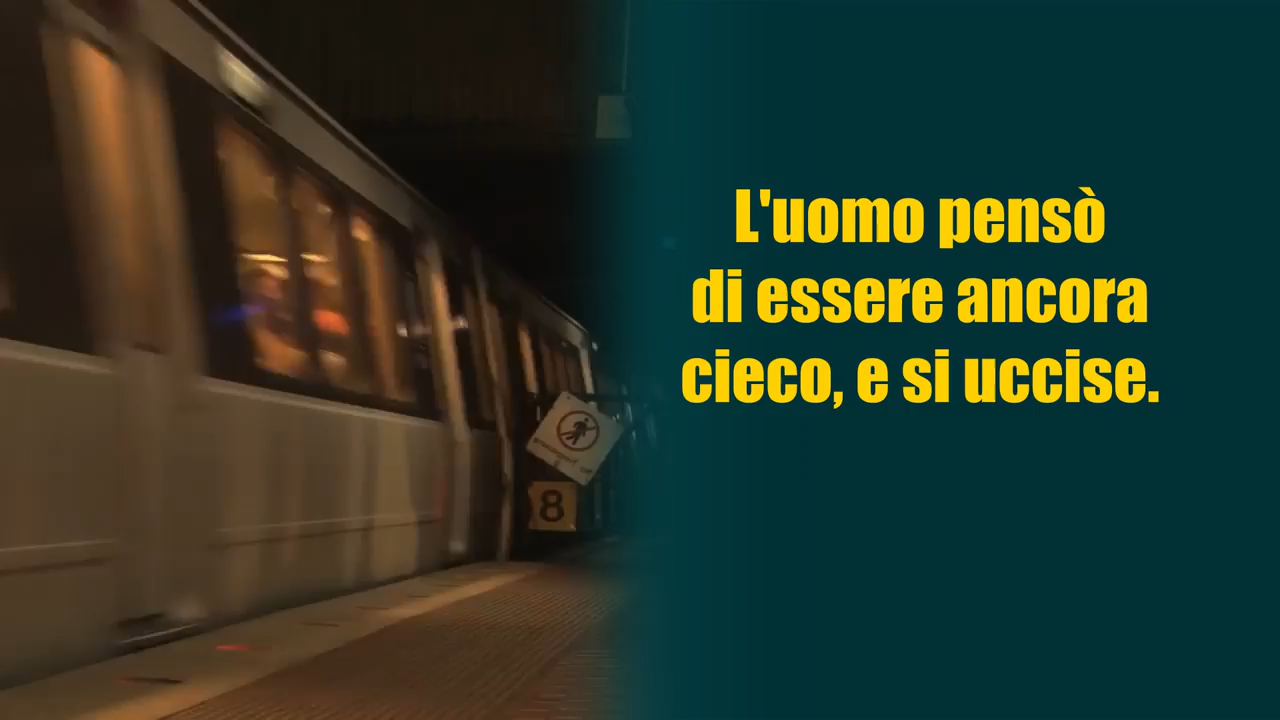 L'uomo pensò
di essere ancora
cieco, e si uccise.
8